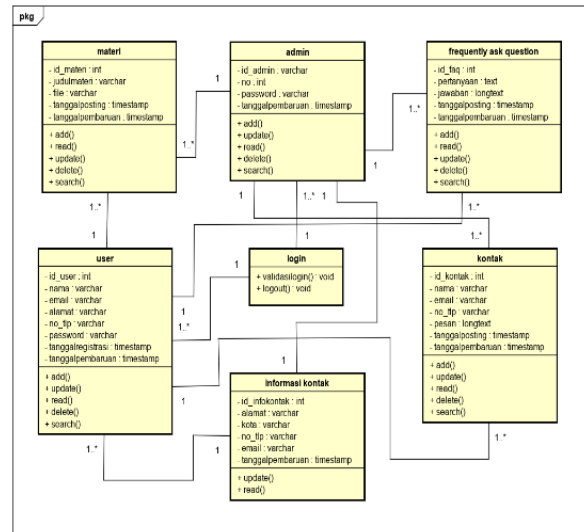 pkg
materi
- id_materi : int
- judulmateri : varchar
- file : varchar
- tanggalposting : timestamp
- tanggalpembaruan : timestamp
+ add()
+ read()
+ update()
+ delete()
+ search()
admin
- id_admin : varchar
- no : int
- password : varchar
- tanggalpembaruan : timestamp
+ add()
+ update()
+ read()
+ delete()
+ search()
frequently ask question
- id_faq : int
- pertanyaan : text
- jawaban : longtext
- tanggalposting : timestamp
- tanggalpembaruan : timestamp
+ add()
+ read()
+ update()
+ delete()
+ search()
1
1..*
1..*
1
1..*
1
1
1..*
1
1..*
1..*
1
user
- id_user : int
- nama : varchar
- email : varchar
- alamat : varchar
- no_tlp : varchar
- password : varchar
- tanggalregistrasi : timestamp
- tanggalpembaruan : timestamp
+ add()
+ update()
+ read()
+ delete()
+ search()
login
+ validasilogin() : void
+ logout() : void
kontak
- id_kontak : int
- nama : varchar
- email : varchar
- no_tlp : varchar
- pesan : longtext
- tanggalposting : timestamp
- tanggalpembaruan : timestamp
+ add()
+ update()
+ read()
+ delete()
+ search()
1
1
1..*
1
1
informasi kontak
- id_infokontak : int
- alamat : varchar
- kota : varchar
- no_tlp : varchar
- email : varchar
- tanggalpembaruan : timestamp
+ update()
+ read()
1..*
1
1..*